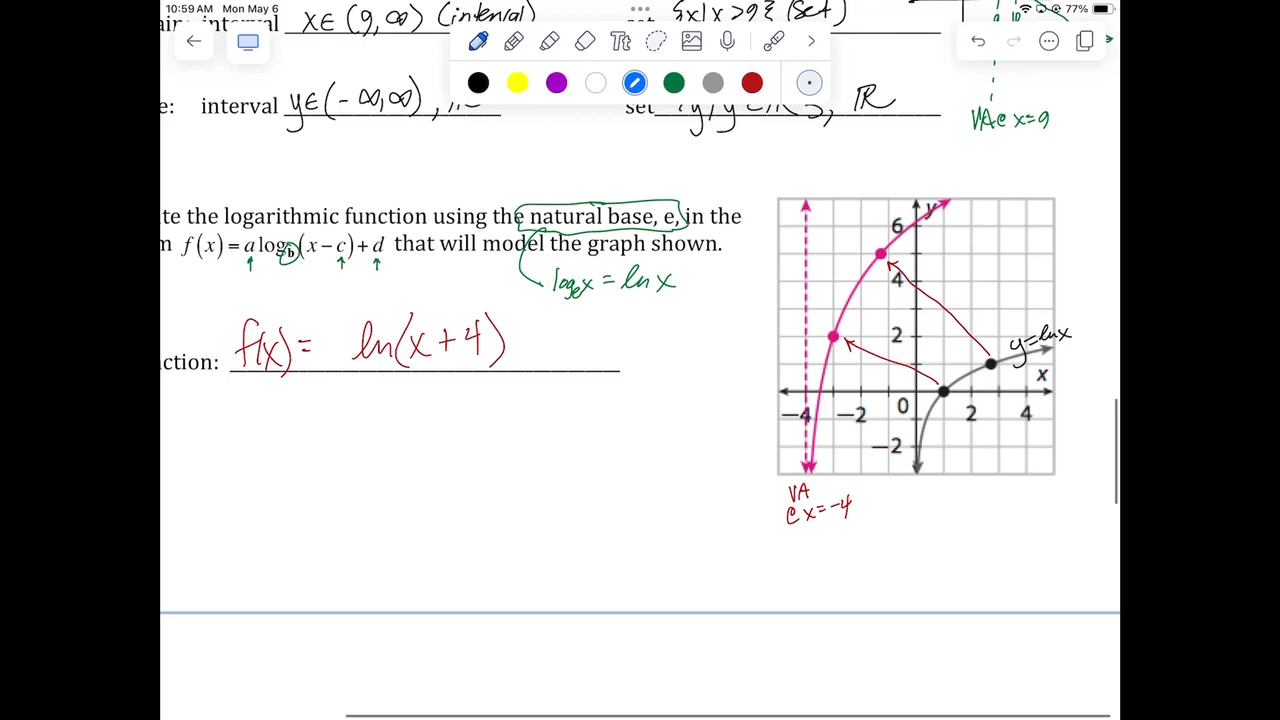 10:59 AM Mon May 6
77%
interval x∈(9,∞) (interval)
{x|x>9} (set)
e: interval y∈(-∞,∞),
set ℝ
VA@ x=9
te the logarithmic function using the natural base, e, in the
m f(x) = a log_b(x − c) + d that will model the graph shown.
log_e x = ln x
ction: f(x) = ln(x+4)
y
6
4
2
y=lnx
x
−4 −2 0 2 4
−2
VA
@ x=-4
Tt